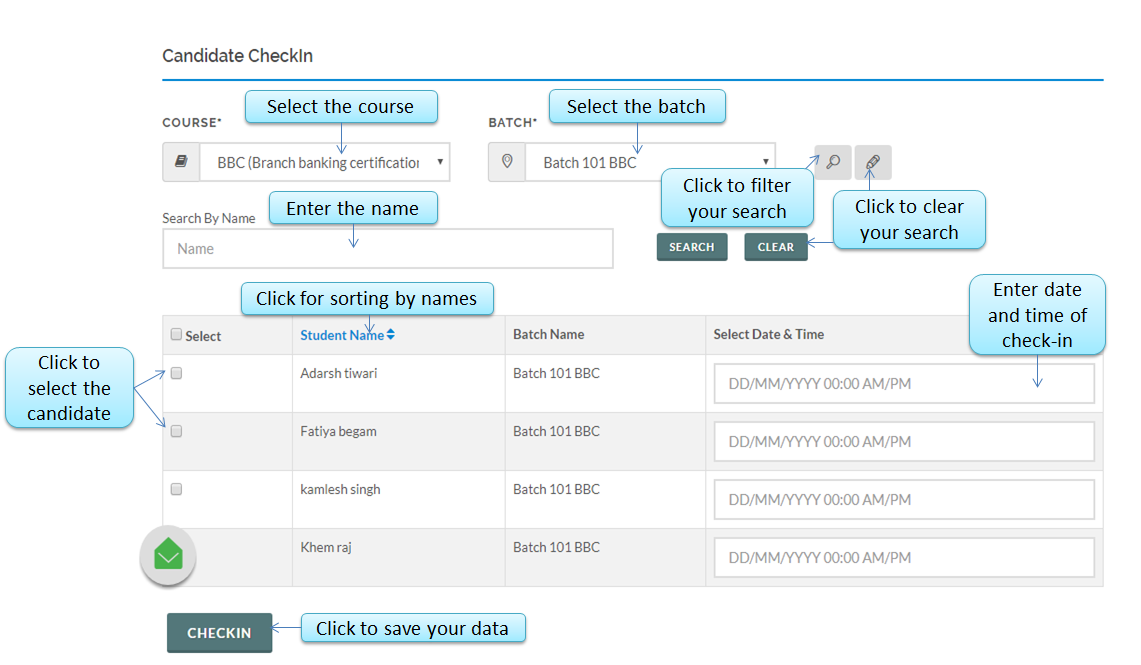 Candidate CheckIn
Select the course
Select the batch
COURSE*
BATCH*
BBC (Branch banking certification
Batch 101 BBC
Click to filter
your search
Click to clear
your search
Enter the name
Search By Name
Name
SEARCH
CLEAR
Click for sorting by names
Enter date
and time of
check-in
Select
Student Name
Batch Name
Select Date & Time
Click to
select the
candidate
Adarsh tiwari
Batch 101 BBC
DD/MM/YYYY 00:00 AM/PM
Fatiya begam
Batch 101 BBC
DD/MM/YYYY 00:00 AM/PM
kamlesh singh
Batch 101 BBC
DD/MM/YYYY 00:00 AM/PM
Khem raj
Batch 101 BBC
DD/MM/YYYY 00:00 AM/PM
CHECKIN
Click to save your data